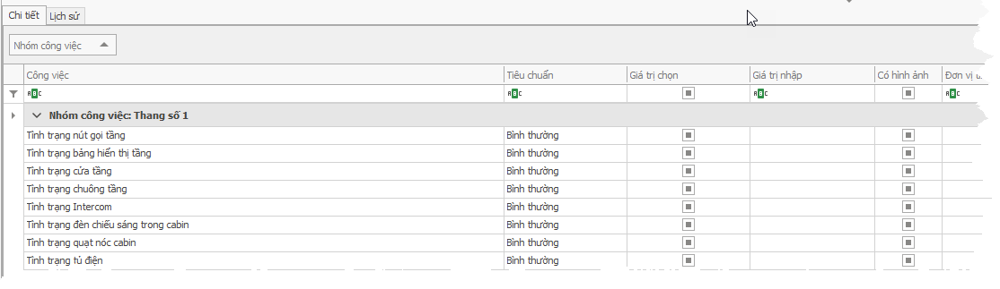 Chi tiết Lịch sử
Nhóm công việc
Công việc Tiêu chuẩn Giá trị chọn Giá trị nhập Có hình ảnh Đơn vị
ABC ABC ABC ABC
Nhóm công việc: Thang số 1
Tình trạng nút gọi tầng Bình thường
Tình trạng bảng hiển thị tầng Bình thường
Tình trạng cửa tầng Bình thường
Tình trạng chuông tầng Bình thường
Tình trạng Intercom Bình thường
Tình trạng đèn chiếu sáng trong cabin Bình thường
Tình trạng quạt nóc cabin Bình thường
Tình trạng tủ điện Bình thường